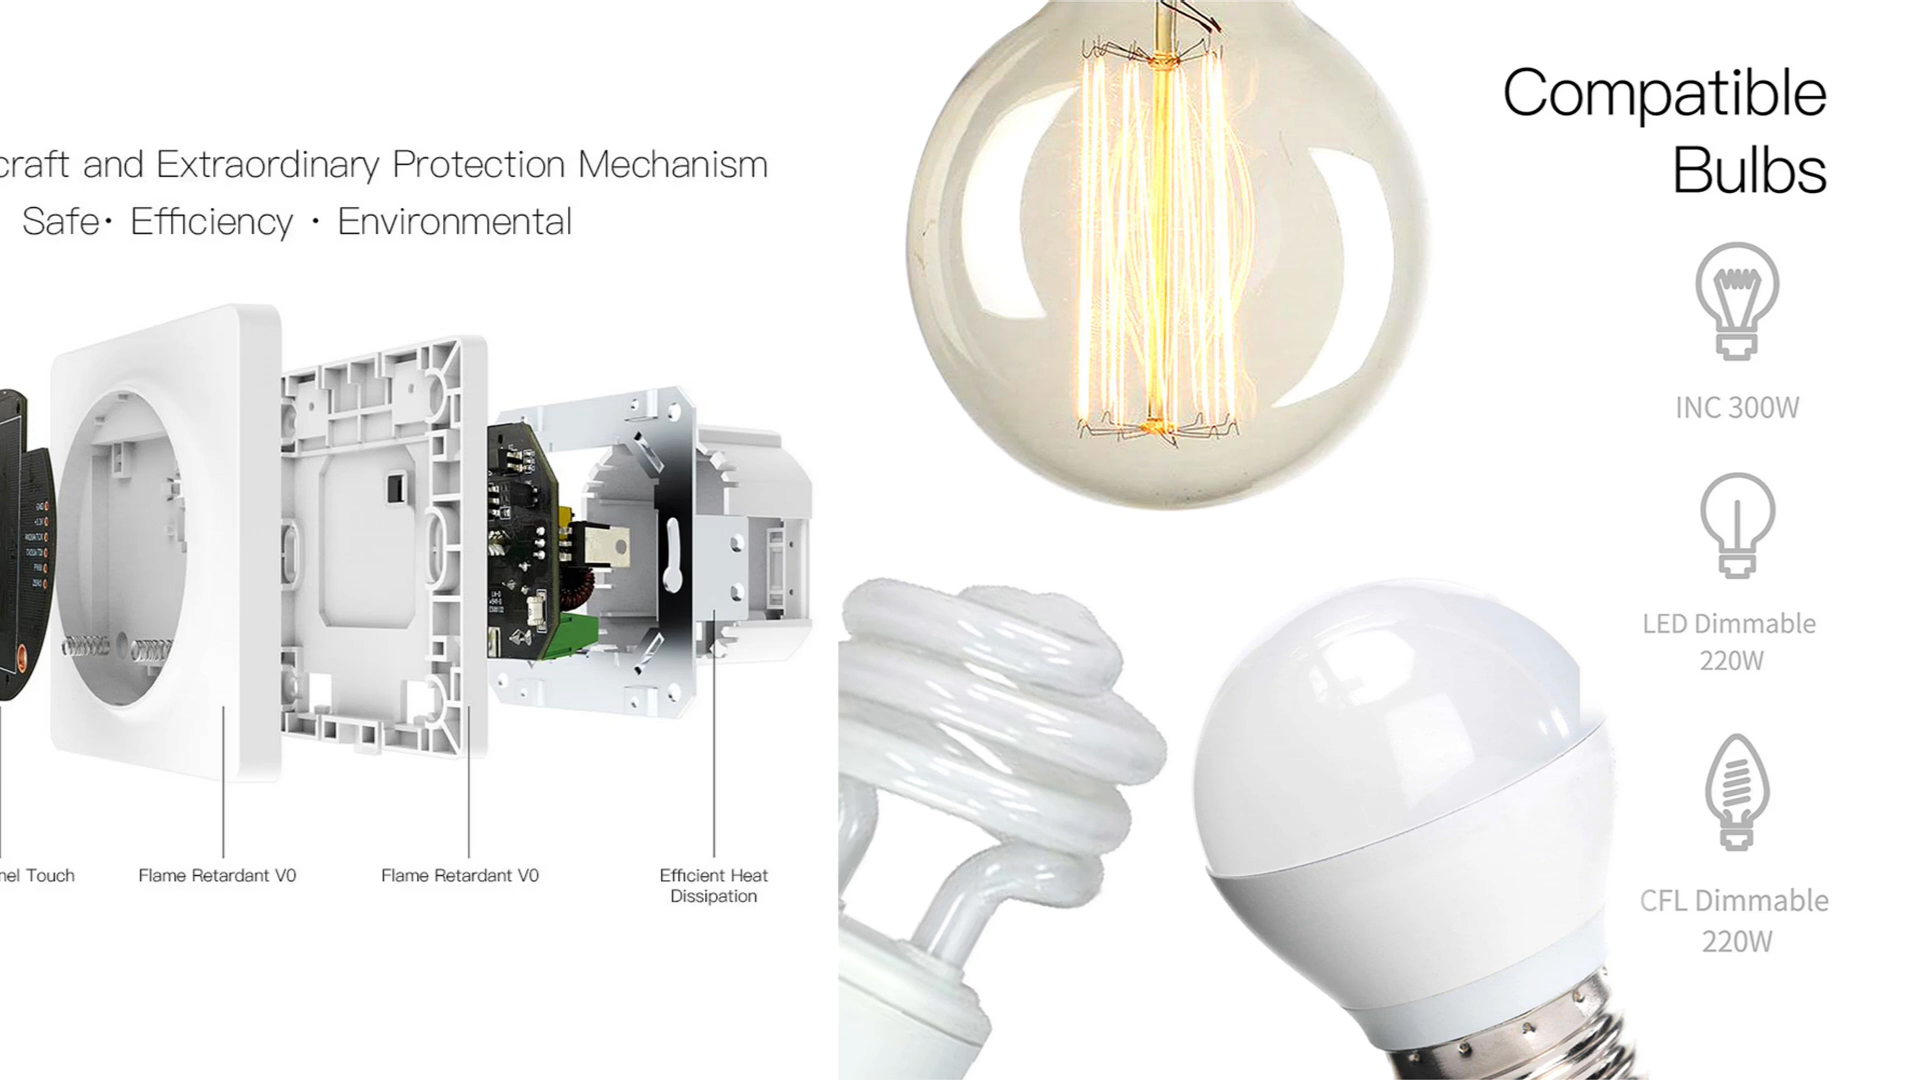 craft and Extraordinary Protection Mechanism
Safe· Efficiency · Environmental
nel Touch
Flame Retardant V0
Flame Retardant V0
Efficient Heat
Dissipation
Compatible
Bulbs
INC 300W
LED Dimmable
220W
CFL Dimmable
220W